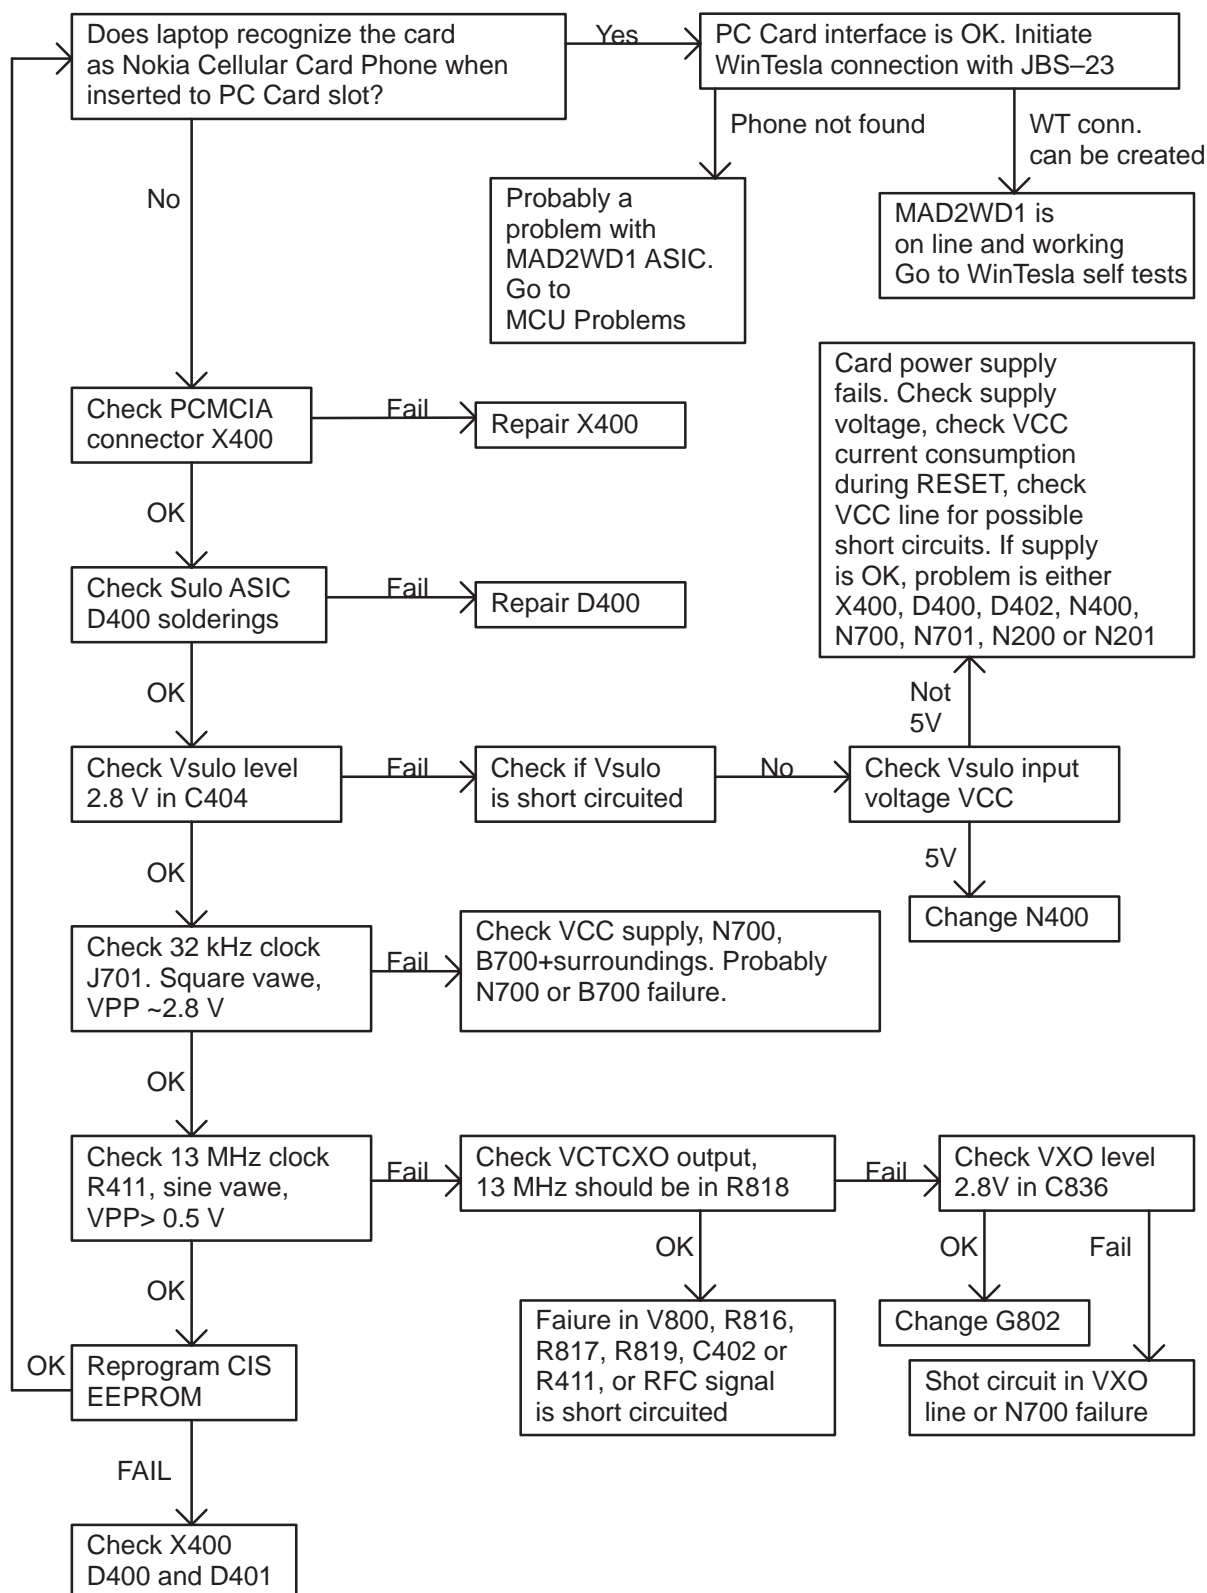 Does laptop recognize the card
as Nokia Cellular Card Phone when
inserted to PC Card slot?
Yes
PC Card interface is OK. Initiate
WinTesla connection with JBS–23
Phone not found
WT conn.
can be created
No
Probably a
problem with
MAD2WD1 ASIC.
Go to
MCU Problems
MAD2WD1 is
on line and working
Go to WinTesla self tests
Check PCMCIA
connector X400
Fail
Repair X400
Card power supply
fails. Check supply
voltage, check VCC
current consumption
during RESET, check
VCC line for possible
short circuits. If supply
is OK, problem is either
X400, D400, D402, N400,
N700, N701, N200 or N201
OK
Check Sulo ASIC
D400 solderings
Fail
Repair D400
OK
Not
5V
Check Vsulo level
2.8 V in C404
Fail
Check if Vsulo
is short circuited
No
Check Vsulo input
voltage VCC
OK
5V
Change N400
Check 32 kHz clock
J701. Square vawe,
VPP ~2.8 V
Fail
Check VCC supply, N700,
B700+surroundings. Probably
N700 or B700 failure.
OK
Check 13 MHz clock
R411, sine vawe,
VPP> 0.5 V
Fail
Check VCTCXO output,
13 MHz should be in R818
Fail
Check VXO level
2.8V in C836
OK
OK
OK
Fail
Faiure in V800, R816,
R817, R819, C402 or
R411, or RFC signal
is short circuited
Change G802
Shot circuit in VXO
line or N700 failure
OK
Reprogram CIS
EEPROM
FAIL
Check X400
D400 and D401